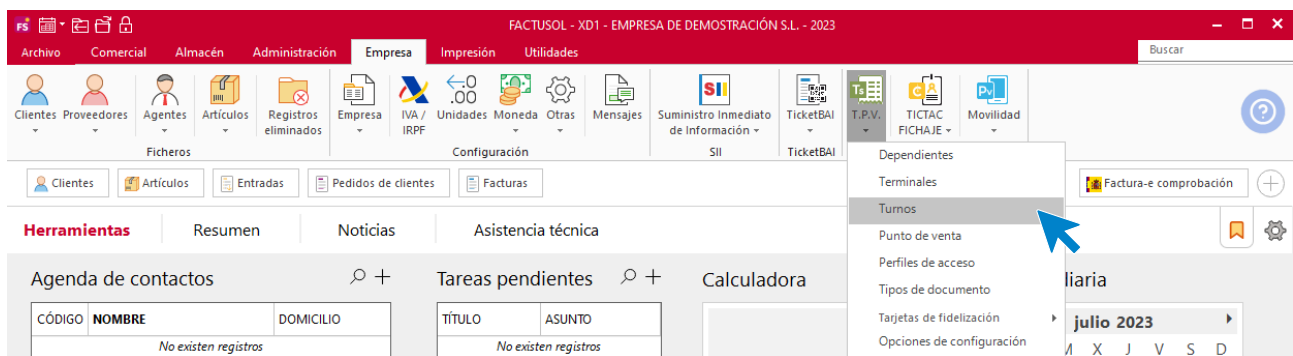 FS
FACTUSOL - XD1 - EMPRESA DE DEMOSTRACIÓN S.L. - 2023
Archivo Comercial Almacén Administración Empresa Impresión Utilidades Buscar
SII Ts Pv
Clientes Proveedores Agentes Artículos Registros eliminados Empresa IVA / IRPF Unidades Moneda Otras Mensajes Suministro Inmediato de Información TicketBAI T.P.V. TICTAC FICHAJE Movilidad
Ficheros Configuración SII TicketBAI
Dependientes
Clientes Artículos Entradas Pedidos de clientes Facturas Terminales Factura-e comprobación
Turnos
Herramientas Resumen Noticias Asistencia técnica Punto de venta
Perfiles de acceso
Agenda de contactos Tareas pendientes Calculadora liaria
Tipos de documento
CÓDIGO NOMBRE DOMICILIO TÍTULO ASUNTO Tarjetas de fidelización julio 2023
No existen registros No existen registros Opciones de configuración M X J V S D